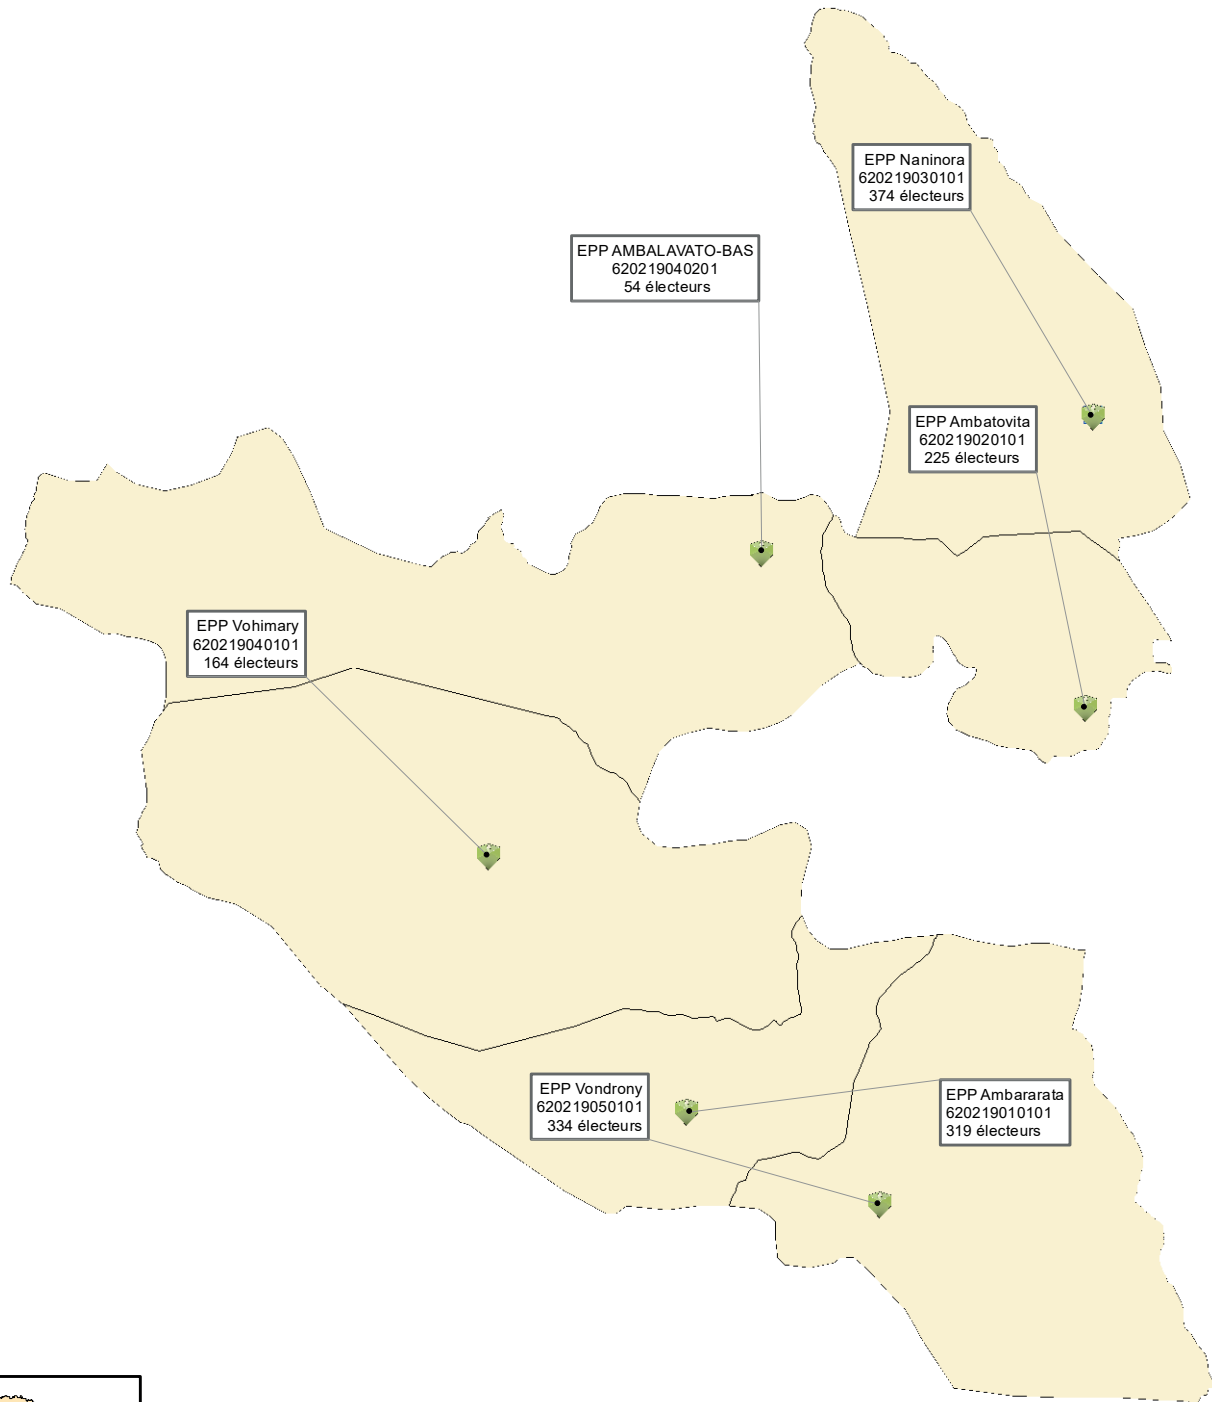 EPP Naninora
620219030101
374 électeurs
EPP AMBALAVATO-BAS
620219040201
54 électeurs
EPP Ambatovita
620219020101
225 électeurs
EPP Vohimary
620219040101
164 électeurs
EPP Vondrony
620219050101
334 électeurs
EPP Ambararata
620219010101
319 électeurs